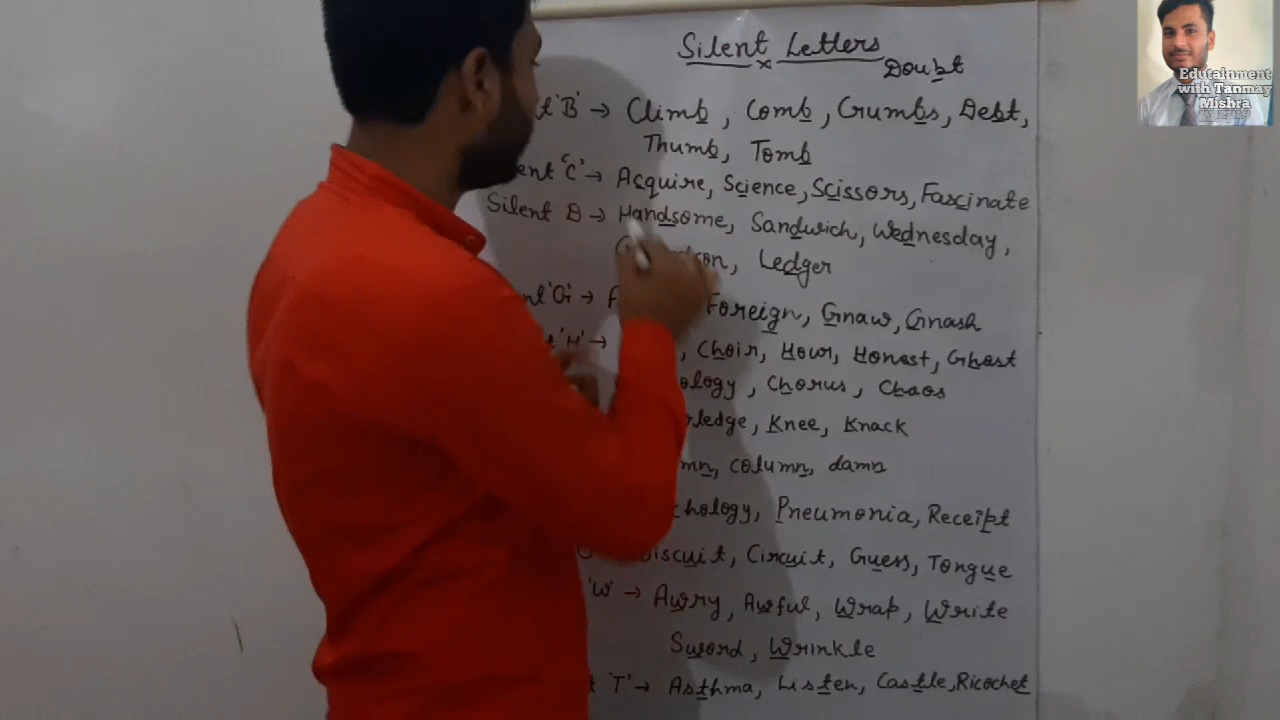 Silent Letters
Doubt
'B' → Climb, Comb, Crumbs, Debt,
Thumb, Tomb
'C' → Acquire, Science, Scissors, Fascinate
Silent D → Handsome, Sandwich, Wednesday,
Ledger
'G' → Foreign, Gnaw, Gnash
'H' → Choir, Hour, Honest, Ghost
Chorus, Chaos
Knee, Knack
column, damn
Pneumonia, Receipt
Biscuit, Circuit, Guess, Tongue
'W' → Awry, Awful, Wrap, Write
Sword, Wrinkle
'T' → Asthma, Listen, Castle, Ricochet
Edutainment
with Tanmay
Mishra